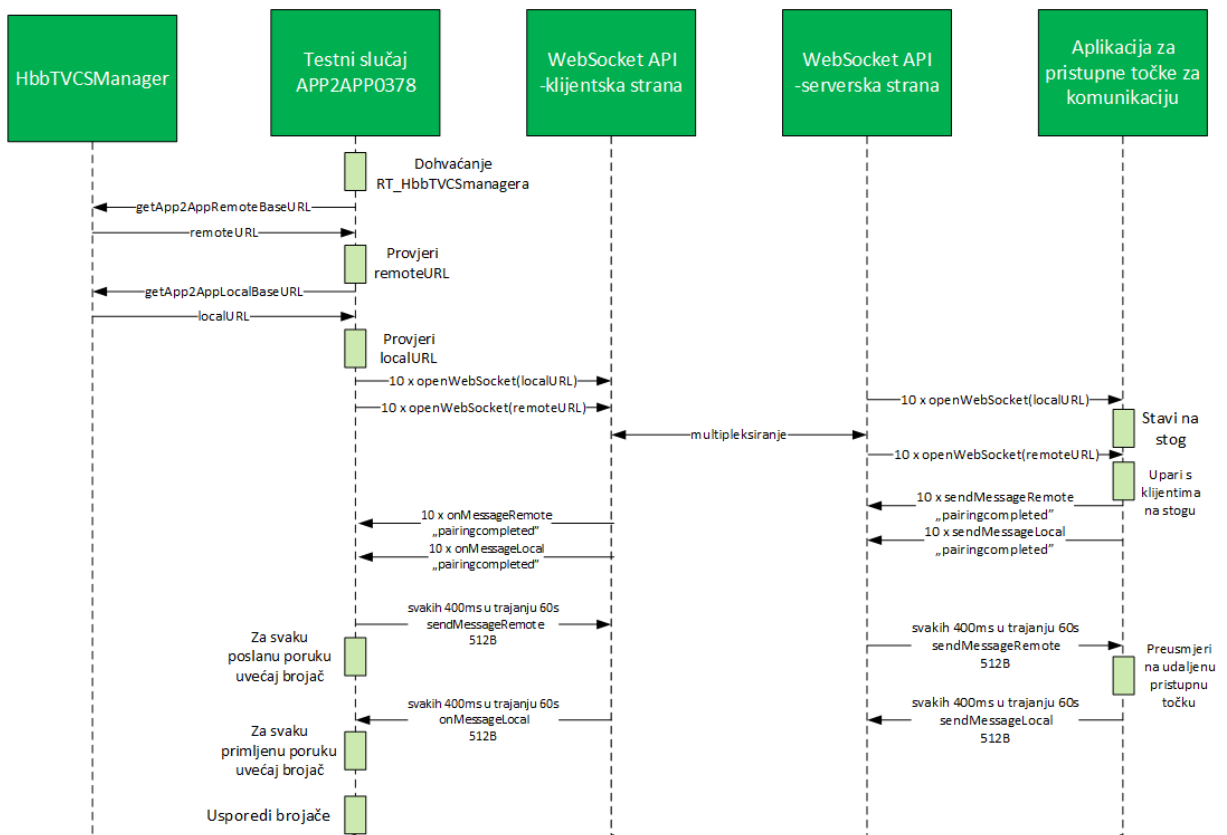 HbbTVCSManager
Testni slučaj
APP2APP0378
WebSocket API
-klijentska strana
WebSocket API
-serverska strana
Aplikacija za
pristupne točke za
komunikaciju
Dohvaćanje
RT_HbbTVCSmanagera
getApp2AppRemoteBaseURL
remoteURL
Provjeri
remoteURL
getApp2AppLocalBaseURL
localURL
Provjeri
localURL
10 x openWebSocket(localURL)
10 x openWebSocket(remoteURL)
10 x openWebSocket(localURL)
Stavi na
stog
multipleksiranje
10 x openWebSocket(remoteURL)
Upari s
klijentima
na stogu
10 x sendMessageRemote
„pairingcompleted”
10 x sendMessageLocal
„pairingcompleted”
10 x onMessageRemote
„pairingcompleted”
10 x onMessageLocal
„pairingcompleted”
svakih 400ms u trajanju 60s
sendMessageRemote
512B
Za svaku
poslanu poruku
uvećaj brojač
svakih 400ms u trajanju 60s
sendMessageRemote
512B
Preusmjeri
na udaljenu
pristupnu
točku
svakih 400ms u trajanju 60s
onMessageLocal
512B
svakih 400ms u trajanju 60s
sendMessageLocal
512B
Za svaku
primljenu poruku
uvećaj brojač
Usporedi brojače